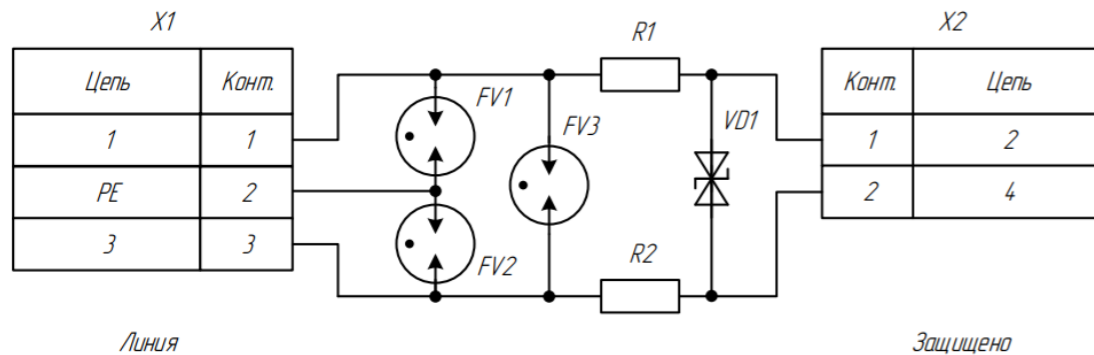 X1
Цепь Конт.
1 1
PE 2
3 3
Линия
FV1
FV2
FV3
R1
R2
VD1
X2
Конт. Цепь
1 2
2 4
Защищено